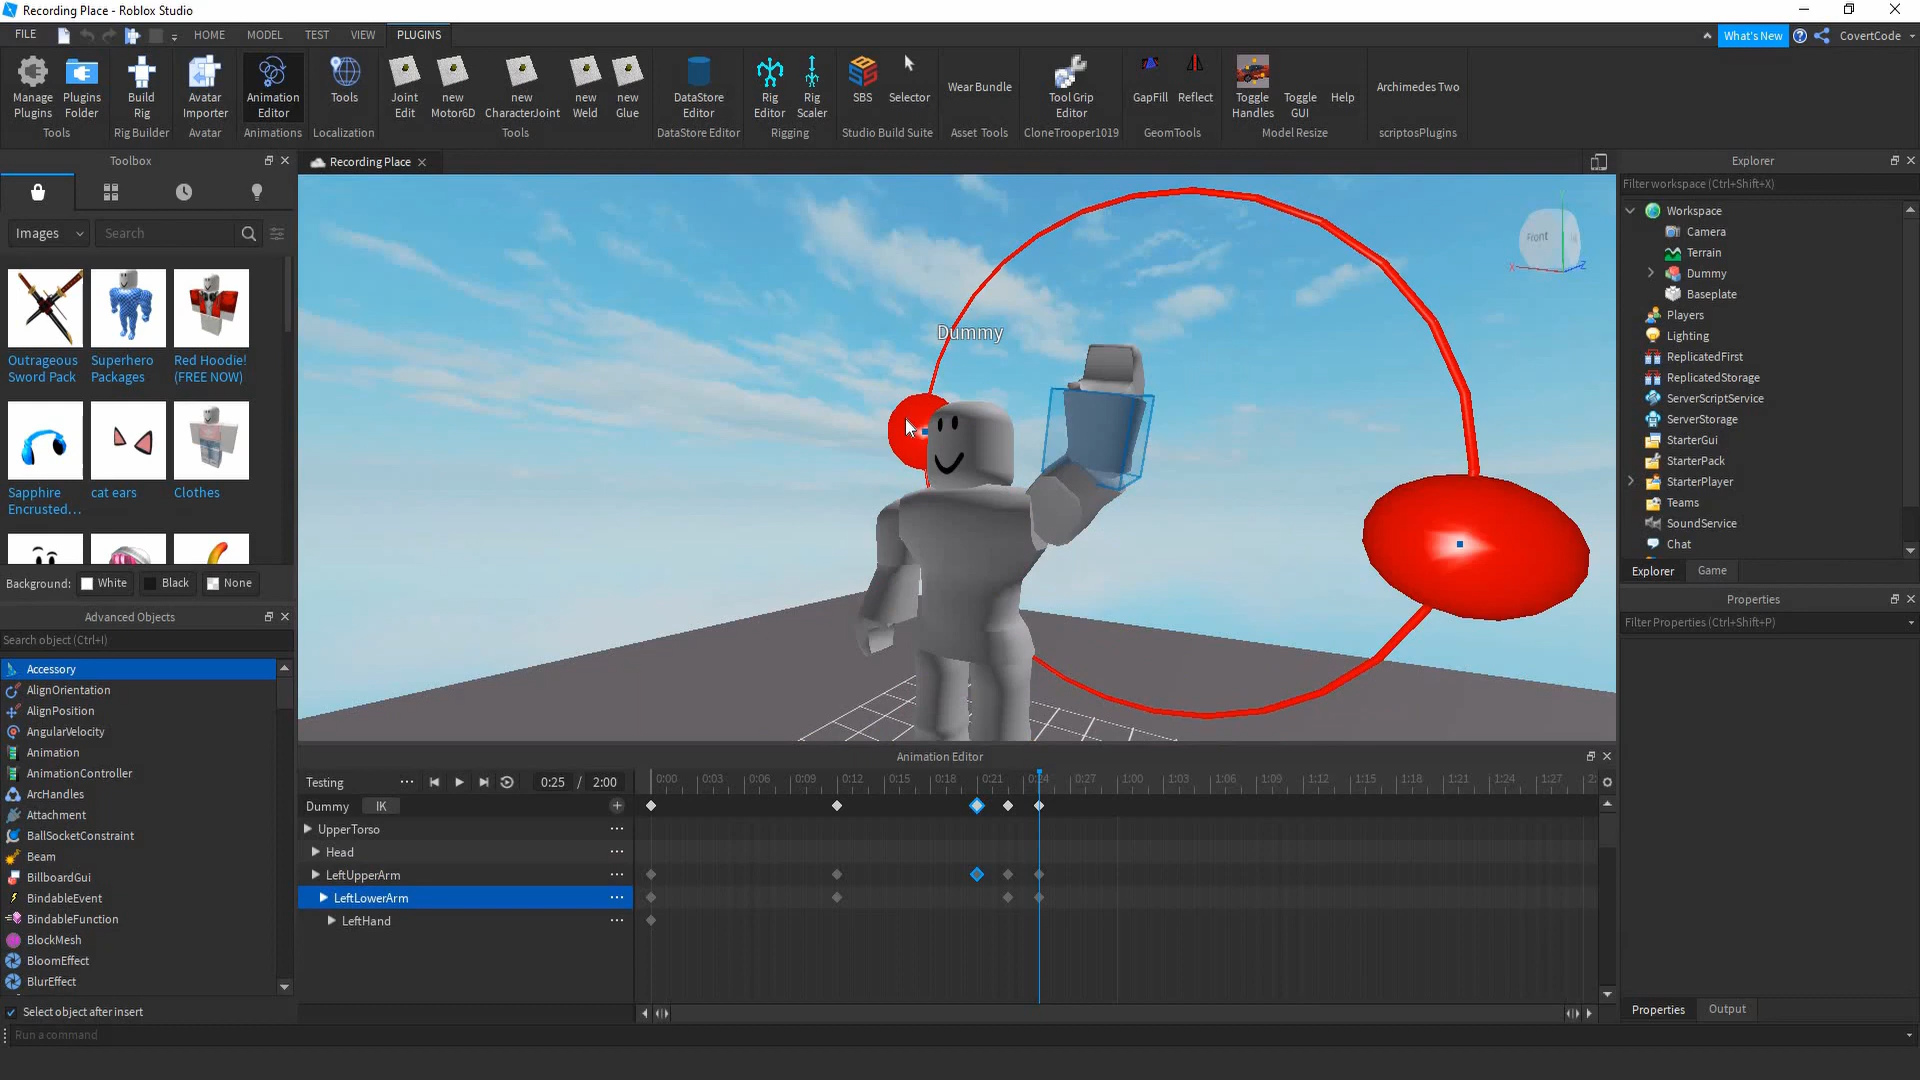 Recording Place - Roblox Studio
FILE HOME MODEL TEST VIEW PLUGINS What's New CovertCode
Manage Plugins
Plugins Folder
Build Rig
Avatar Importer
Animation Editor
Tools
Joint Edit
new Motor6D
new CharacterJoint
new Weld
new Glue
DataStore Editor
Rig Editor
Rig Scaler
SBS
Selector
Wear Bundle
Tool Grip Editor
GapFill
Reflect
Toggle Handles
Toggle GUI
Help
Archimedes Two
Tools Rig Builder Avatar Animations Localization Tools DataStore Editor Rigging Studio Build Suite Asset Tools CloneTrooper1019 GeomTools Model Resize scriptosPlugins
Toolbox
Images Search
Outrageous Sword Pack
Superhero Packages
Red Hoodie! (FREE NOW)
Sapphire Encrusted...
cat ears
Clothes
Background: White Black None
Advanced Objects
Search object (Ctrl+I)
Accessory
AlignOrientation
AlignPosition
AngularVelocity
Animation
AnimationController
ArcHandles
Attachment
BallSocketConstraint
Beam
BillboardGui
BindableEvent
BindableFunction
BlockMesh
BloomEffect
BlurEffect
Select object after insert
Run a command
Recording Place
Dummy
Front
X
Z
Animation Editor
Testing ... 0:25 / 2:00
0:00 0:03 0:06 0:09 0:12 0:15 0:18 0:21 0:24 0:27 1:00 1:03 1:06 1:09 1:12 1:15 1:18 1:21 1:24 1:27
Dummy IK
UpperTorso
Head
LeftUpperArm
LeftLowerArm
LeftHand
Explorer
Filter workspace (Ctrl+Shift+X)
Workspace
Camera
Terrain
Dummy
Baseplate
Players
Lighting
ReplicatedFirst
ReplicatedStorage
ServerScriptService
ServerStorage
StarterGui
StarterPack
StarterPlayer
Teams
SoundService
Chat
Explorer Game
Properties
Filter Properties (Ctrl+Shift+P)
Properties Output